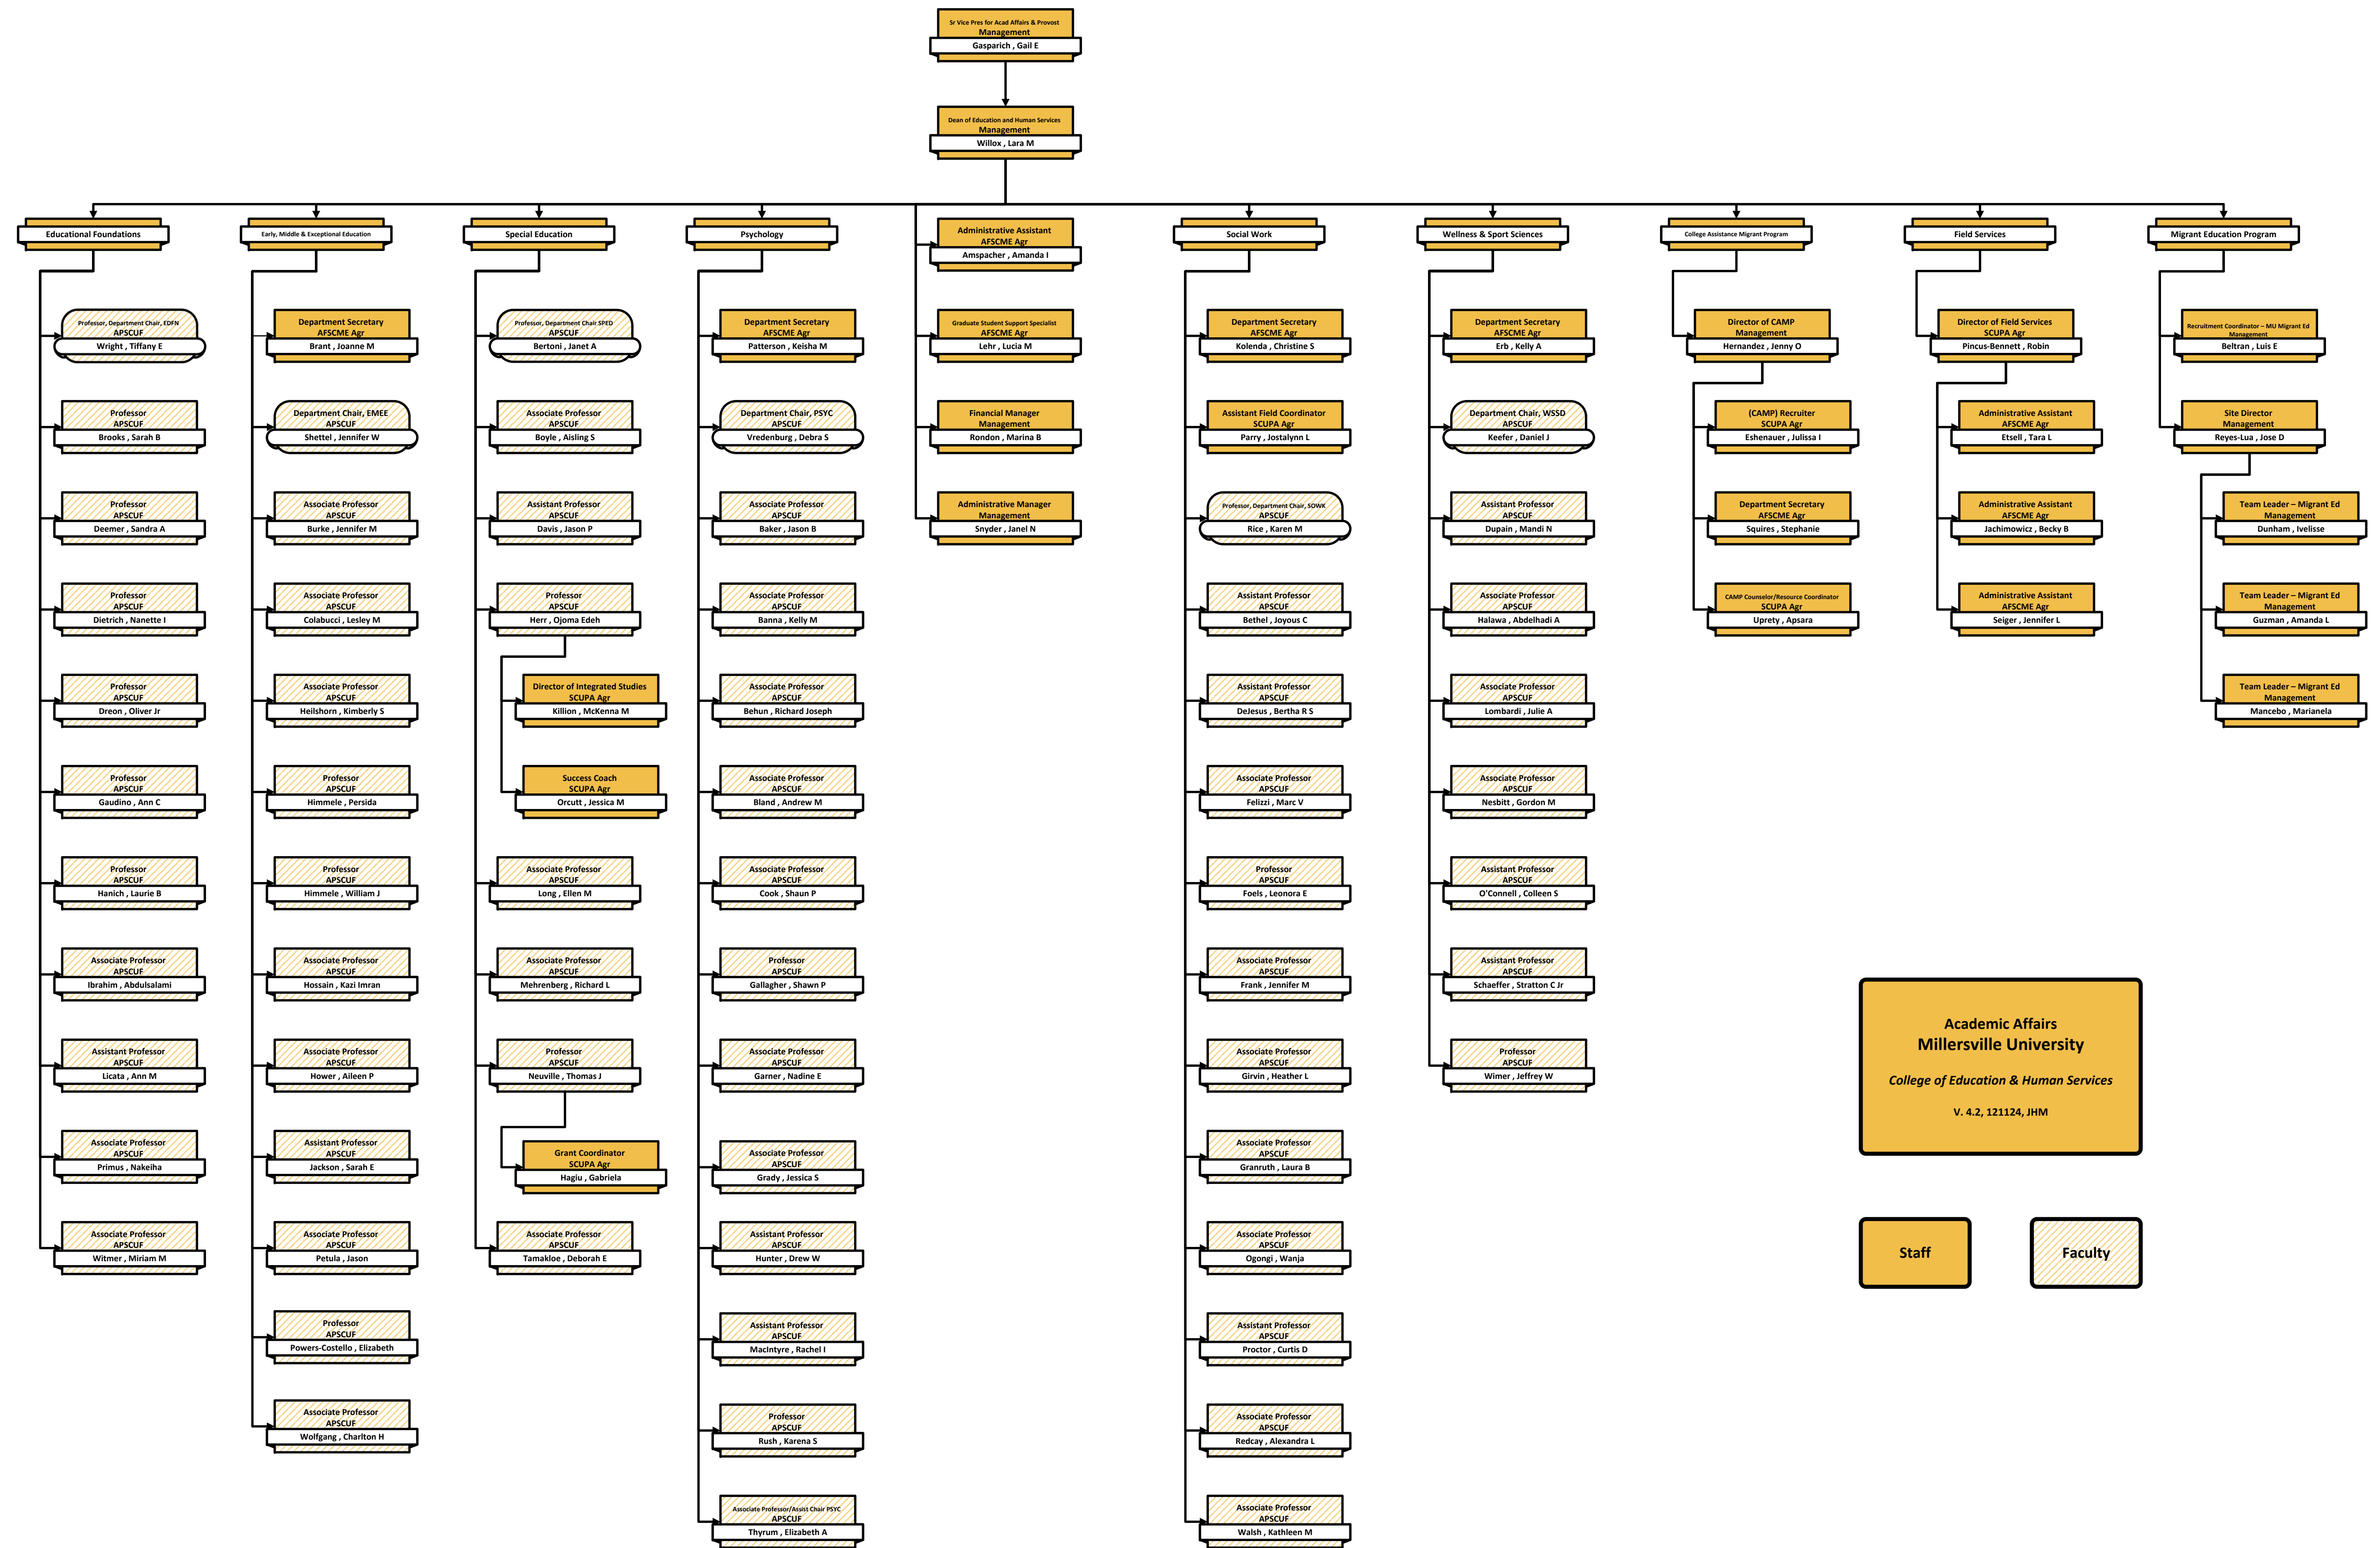 Sr Vice Pres for Acad Affairs & Provost
Management
Gasparich , Gail E
Dean of Education and Human Services
Management
Willox , Lara M
Educational Foundations
Professor, Department Chair, EDFN
APSCUF
Wright , Tiffany E
Professor
APSCUF
Brooks , Sarah B
Professor
APSCUF
Deemer , Sandra A
Professor
APSCUF
Dietrich , Nanette I
Professor
APSCUF
Dreon , Oliver Jr
Professor
APSCUF
Gaudino , Ann C
Professor
APSCUF
Hanich , Laurie B
Associate Professor
APSCUF
Ibrahim , Abdulsalami
Assistant Professor
APSCUF
Licata , Ann M
Associate Professor
APSCUF
Primus , Nakeiha
Associate Professor
APSCUF
Witmer , Miriam M
Early, Middle & Exceptional Education
Department Secretary
AFSCME Agr
Brant , Joanne M
Department Chair, EMEE
APSCUF
Shettel , Jennifer W
Associate Professor
APSCUF
Burke , Jennifer M
Associate Professor
APSCUF
Colabucci , Lesley M
Associate Professor
APSCUF
Heilshorn , Kimberly S
Professor
APSCUF
Himmele , Persida
Professor
APSCUF
Himmele , William J
Associate Professor
APSCUF
Hossain , Kazi Imran
Associate Professor
APSCUF
Hower , Aileen P
Assistant Professor
APSCUF
Jackson , Sarah E
Associate Professor
APSCUF
Petula , Jason
Professor
APSCUF
Powers-Costello , Elizabeth
Associate Professor
APSCUF
Wolfgang , Charlton H
Special Education
Professor, Department Chair SPED
APSCUF
Bertoni , Janet A
Associate Professor
APSCUF
Boyle , Aisling S
Assistant Professor
APSCUF
Davis , Jason P
Professor
APSCUF
Herr , Ojoma Edeh
Director of Integrated Studies
SCUPA Agr
Killion , McKenna M
Success Coach
SCUPA Agr
Orcutt , Jessica M
Associate Professor
APSCUF
Long , Ellen M
Associate Professor
APSCUF
Mehrenberg , Richard L
Professor
APSCUF
Neuville , Thomas J
Grant Coordinator
SCUPA Agr
Hagiu , Gabriela
Associate Professor
APSCUF
Tamakloe , Deborah E
Psychology
Department Secretary
AFSCME Agr
Patterson , Keisha M
Department Chair, PSYC
APSCUF
Vredenburg , Debra S
Associate Professor
APSCUF
Baker , Jason B
Associate Professor
APSCUF
Banna , Kelly M
Associate Professor
APSCUF
Behun , Richard Joseph
Associate Professor
APSCUF
Bland , Andrew M
Associate Professor
APSCUF
Cook , Shaun P
Professor
APSCUF
Gallagher , Shawn P
Associate Professor
APSCUF
Garner , Nadine E
Associate Professor
APSCUF
Grady , Jessica S
Assistant Professor
APSCUF
Hunter , Drew W
Assistant Professor
APSCUF
MacIntyre , Rachel I
Professor
APSCUF
Rush , Karena S
Associate Professor/Assist Chair PSYC
APSCUF
Thyrum , Elizabeth A
Administrative Assistant
AFSCME Agr
Amspacher , Amanda I
Graduate Student Support Specialist
AFSCME Agr
Lehr , Lucia M
Financial Manager
Management
Rondon , Marina B
Administrative Manager
Management
Snyder , Janel N
Social Work
Department Secretary
AFSCME Agr
Kolenda , Christine S
Assistant Field Coordinator
SCUPA Agr
Parry , Jostalynn L
Professor, Department Chair, SOWK
APSCUF
Rice , Karen M
Assistant Professor
APSCUF
Bethel , Joyous C
Assistant Professor
APSCUF
DeJesus , Bertha R S
Associate Professor
APSCUF
Felizzi , Marc V
Professor
APSCUF
Foels , Leonora E
Associate Professor
APSCUF
Frank , Jennifer M
Associate Professor
APSCUF
Girvin , Heather L
Associate Professor
APSCUF
Granruth , Laura B
Associate Professor
APSCUF
Ogongi , Wanja
Assistant Professor
APSCUF
Proctor , Curtis D
Associate Professor
APSCUF
Redcay , Alexandra L
Associate Professor
APSCUF
Walsh , Kathleen M
Wellness & Sport Sciences
Department Secretary
AFSCME Agr
Erb , Kelly A
Department Chair, WSSD
APSCUF
Keefer , Daniel J
Assistant Professor
APSCUF
Dupain , Mandi N
Associate Professor
APSCUF
Halawa , Abdelhadi A
Associate Professor
APSCUF
Lombardi , Julie A
Associate Professor
APSCUF
Nesbitt , Gordon M
Assistant Professor
APSCUF
O'Connell , Colleen S
Assistant Professor
APSCUF
Schaeffer , Stratton C Jr
Professor
APSCUF
Wimer , Jeffrey W
College Assistance Migrant Program
Director of CAMP
Management
Hernandez , Jenny O
(CAMP) Recruiter
SCUPA Agr
Eshenauer , Julissa I
Department Secretary
AFSCME Agr
Squires , Stephanie
CAMP Counselor/Resource Coordinator
SCUPA Agr
Uprety , Apsara
Field Services
Director of Field Services
SCUPA Agr
Pincus-Bennett , Robin
Administrative Assistant
AFSCME Agr
Etsell , Tara L
Administrative Assistant
AFSCME Agr
Jachimowicz , Becky B
Administrative Assistant
AFSCME Agr
Seiger , Jennifer L
Migrant Education Program
Recruitment Coordinator – MU Migrant Ed
Management
Beltran , Luis E
Site Director
Management
Reyes-Lua , Jose D
Team Leader – Migrant Ed
Management
Dunham , Ivelisse
Team Leader – Migrant Ed
Management
Guzman , Amanda L
Team Leader – Migrant Ed
Management
Mancebo , Marianela
Academic Affairs
Millersville University
College of Education & Human Services
V. 4.2, 121124, JHM
Staff
Faculty